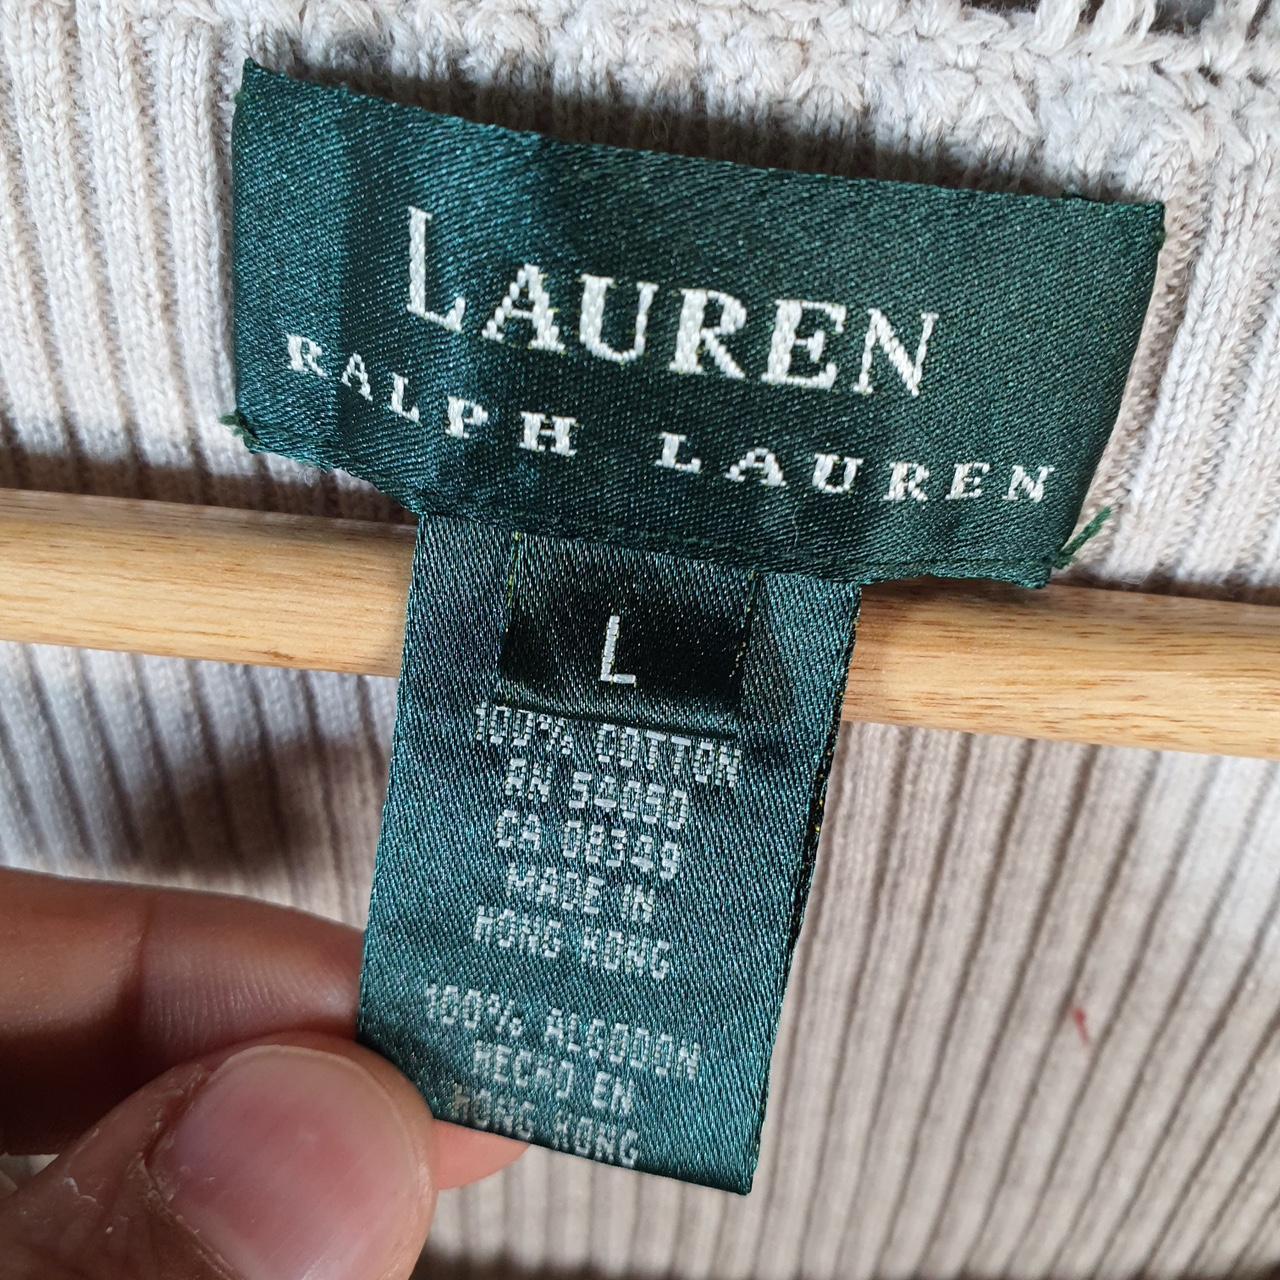 LAUREN
RALPH LAUREN
L
100% COTTON
RN 54050
CA 08349
MADE IN
HONG KONG
100% ALGODON
HECHO EN
HONG KONG